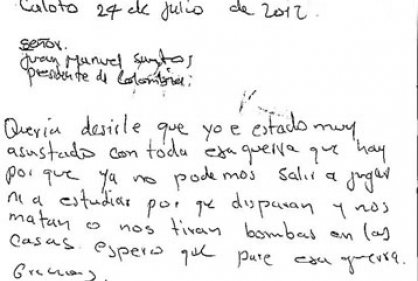 Caloto 24 de julio de 2012.
señor.
Juan Manuel Santos
presidente de Colombia;
Queria desirle que yo e estado muy
asustado con toda esa guerra que hay
por que ya no podemos salir a jugar
ni a estudiar por qe disparan y nos
matan o nos tiran bombas en las
casas. espero que pare esa guerra.
Gracias